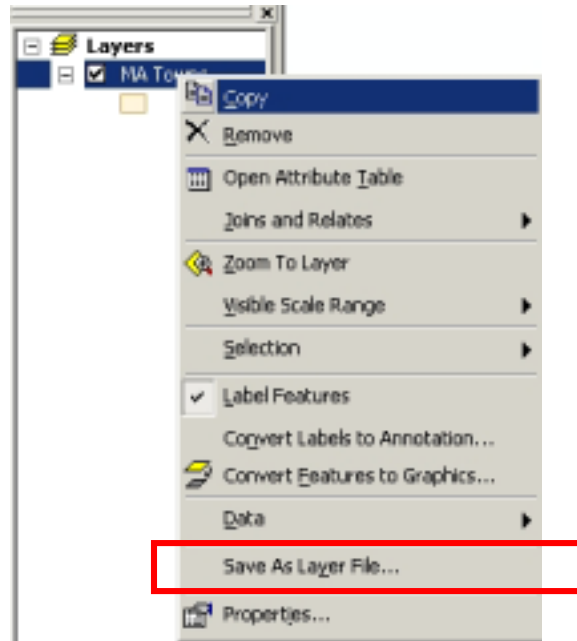 Layers
MA
Copy
Remove
Open Attribute Table
Joins and Relates
Zoom To Layer
Visible Scale Range
Selection
Label Features
Convert Labels to Annotation...
Convert Features to Graphics...
Data
Save As Layer File...
Properties...